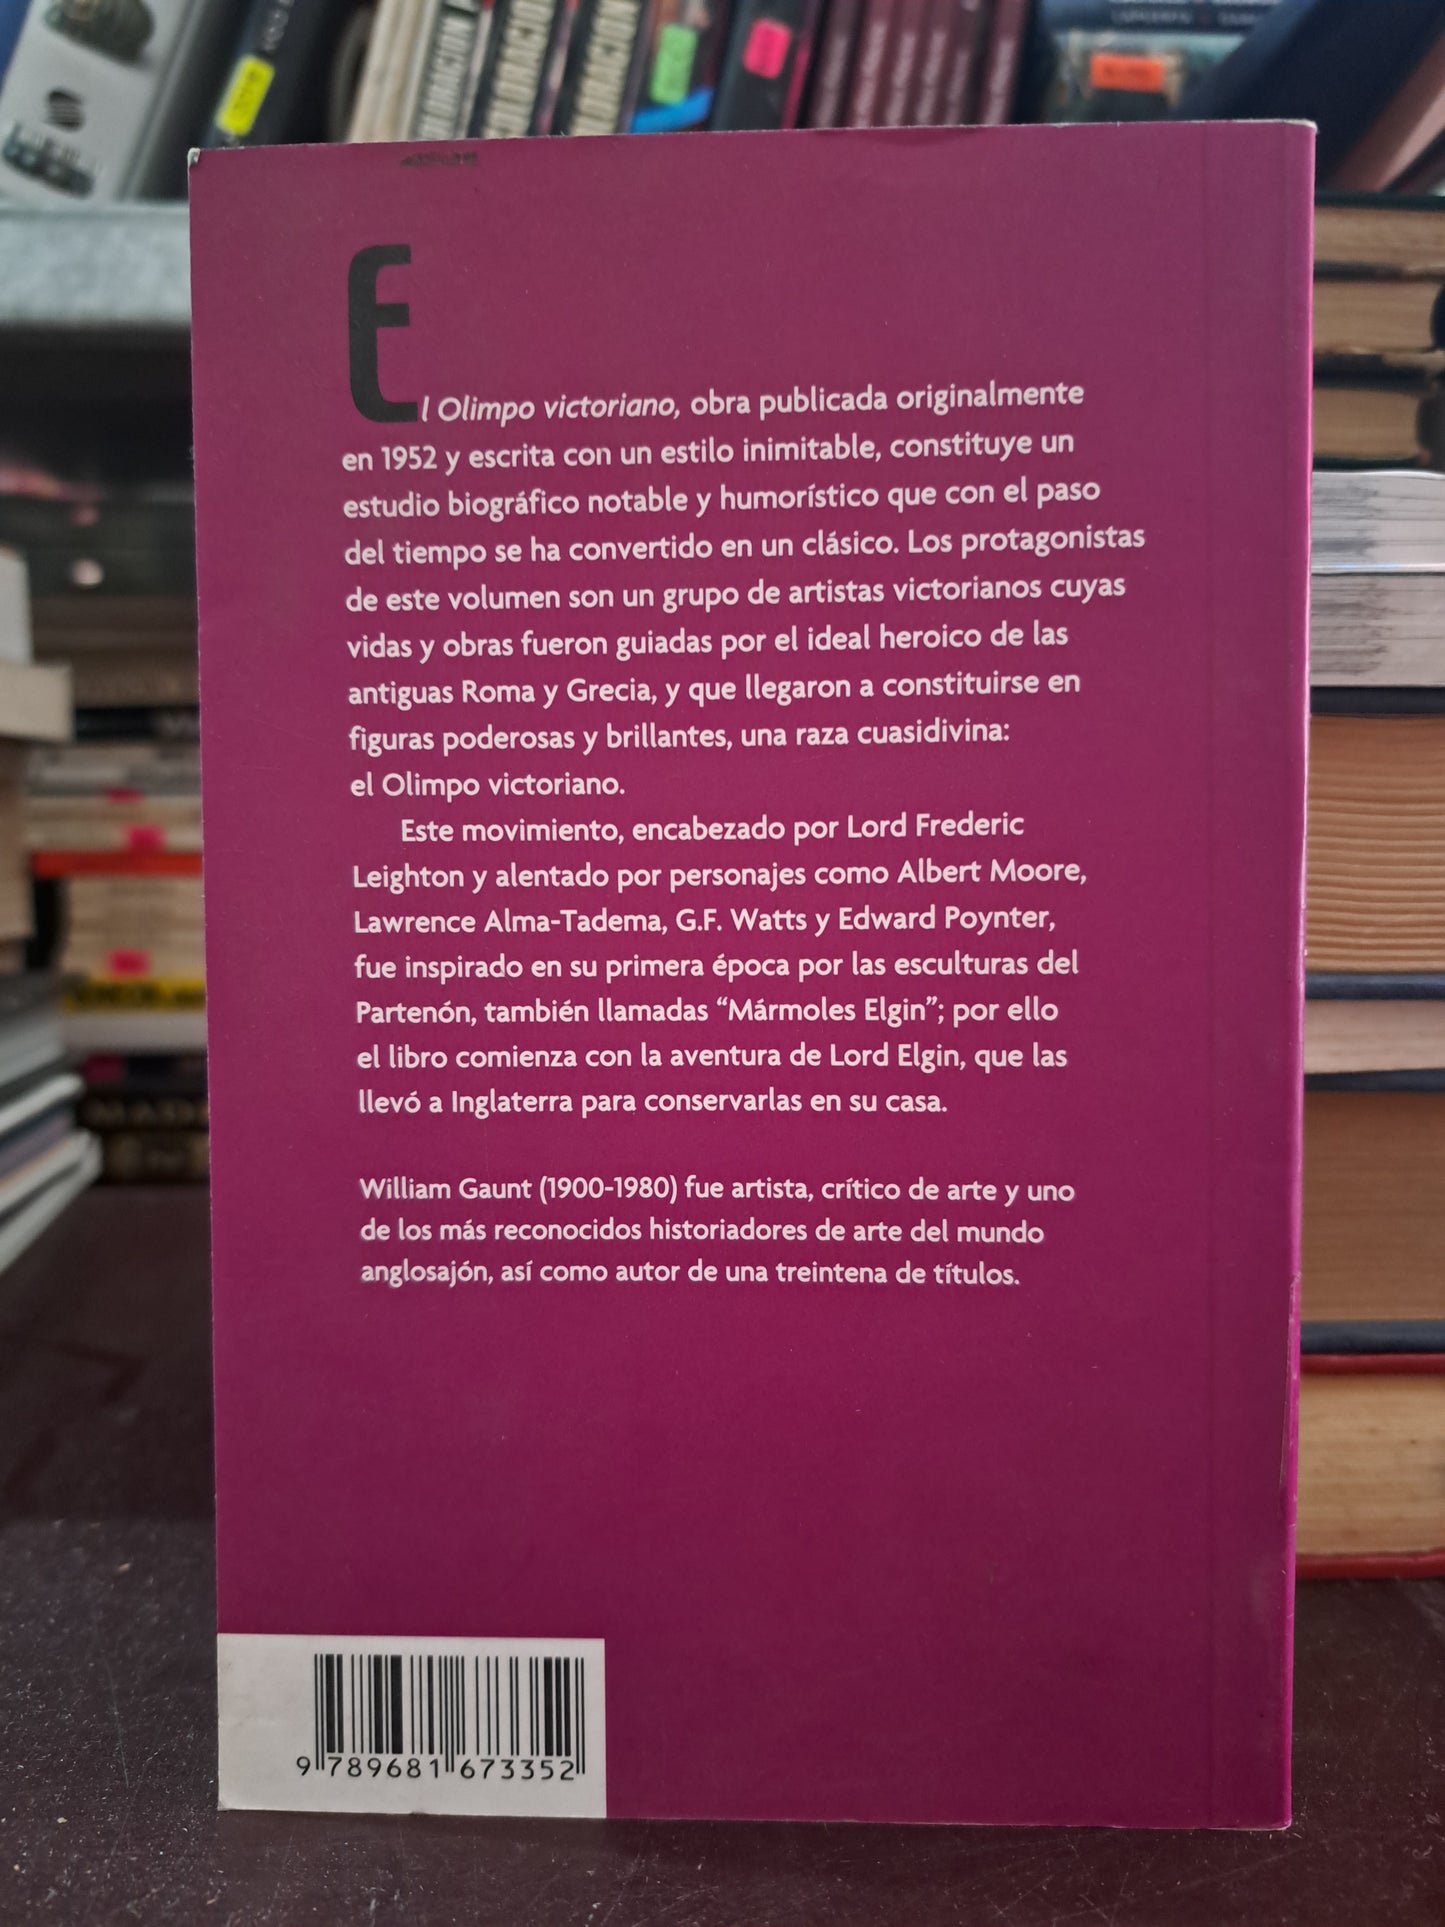 COLORACION
COLORACION
El Olimpo victoriano, obra publicada originalmente
en 1952 y escrita con un estilo inimitable, constituye un
estudio biográfico notable y humorístico que con el paso
del tiempo se ha convertido en un clásico. Los protagonistas
de este volumen son un grupo de artistas victorianos cuyas
vidas y obras fueron guiadas por el ideal heroico de las
antiguas Roma y Grecia, y que llegaron a constituirse en
figuras poderosas y brillantes, una raza cuasidivina:
el Olimpo victoriano.
Este movimiento, encabezado por Lord Frederic
Leighton y alentado por personajes como Albert Moore,
Lawrence Alma-Tadema, G.F. Watts y Edward Poynter,
fue inspirado en su primera época por las esculturas del
Partenón, también llamadas “Mármoles Elgin”; por ello
el libro comienza con la aventura de Lord Elgin, que las
llevó a Inglaterra para conservarlas en su casa.
William Gaunt (1900-1980) fue artista, crítico de arte y uno
de los más reconocidos historiadores de arte del mundo
anglosajón, así como autor de una treintena de títulos.
9 789681 673352